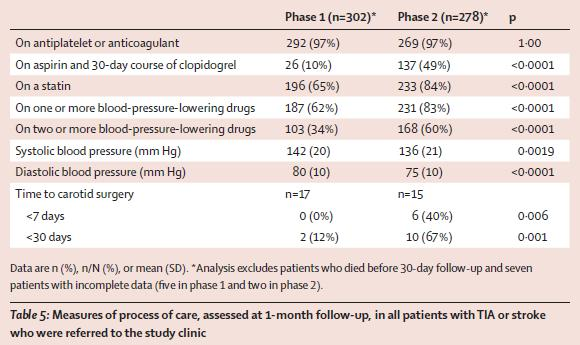 Phase 1 (n=302)* Phase 2 (n=278)* p
On antiplatelet or anticoagulant 292 (97%) 269 (97%) 1·00
On aspirin and 30-day course of clopidogrel 26 (10%) 137 (49%) <0·0001
On a statin 196 (65%) 233 (84%) <0·0001
On one or more blood-pressure-lowering drugs 187 (62%) 231 (83%) <0·0001
On two or more blood-pressure-lowering drugs 103 (34%) 168 (60%) <0·0001
Systolic blood pressure (mm Hg) 142 (20) 136 (21) 0·0019
Diastolic blood pressure (mm Hg) 80 (10) 75 (10) <0·0001
Time to carotid surgery n=17 n=15
<7 days 0 (0%) 6 (40%) 0·006
<30 days 2 (12%) 10 (67%) 0·001
Data are n (%), n/N (%), or mean (SD). *Analysis excludes patients who died before 30-day follow-up and seven
patients with incomplete data (five in phase 1 and two in phase 2).
Table 5: Measures of process of care, assessed at 1-month follow-up, in all patients with TIA or stroke
who were referred to the study clinic